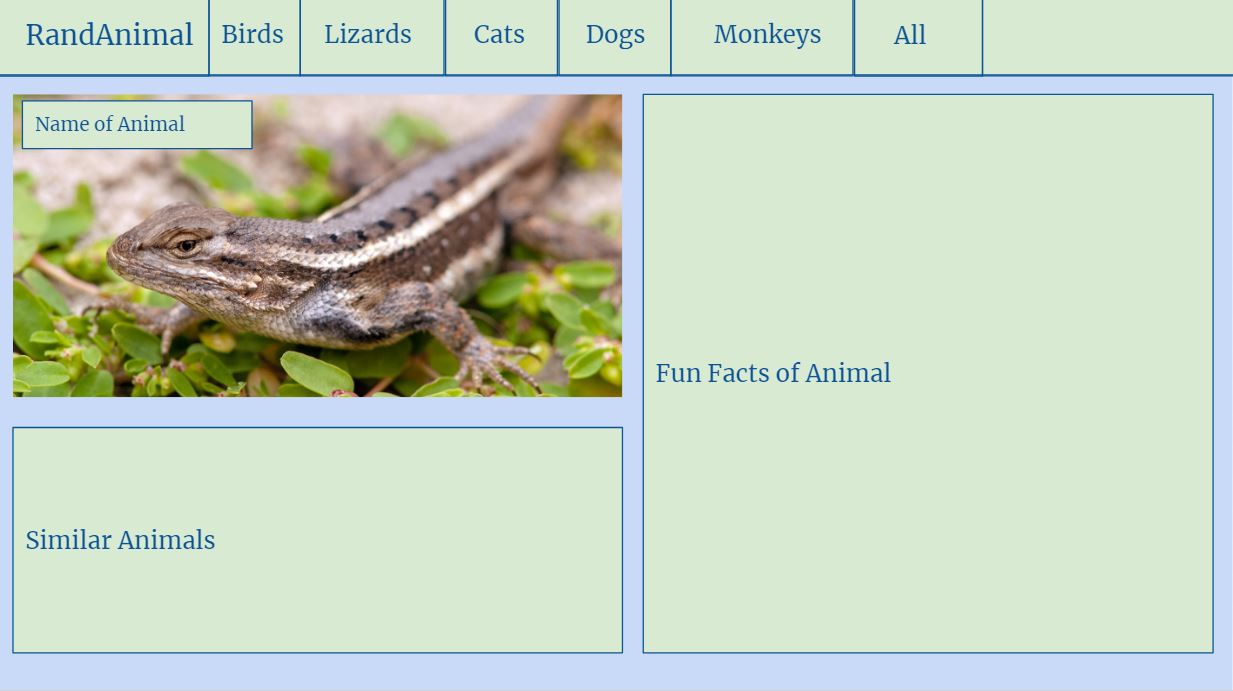 RandAnimal Birds Lizards Cats Dogs Monkeys All
Name of Animal
Fun Facts of Animal
Similar Animals